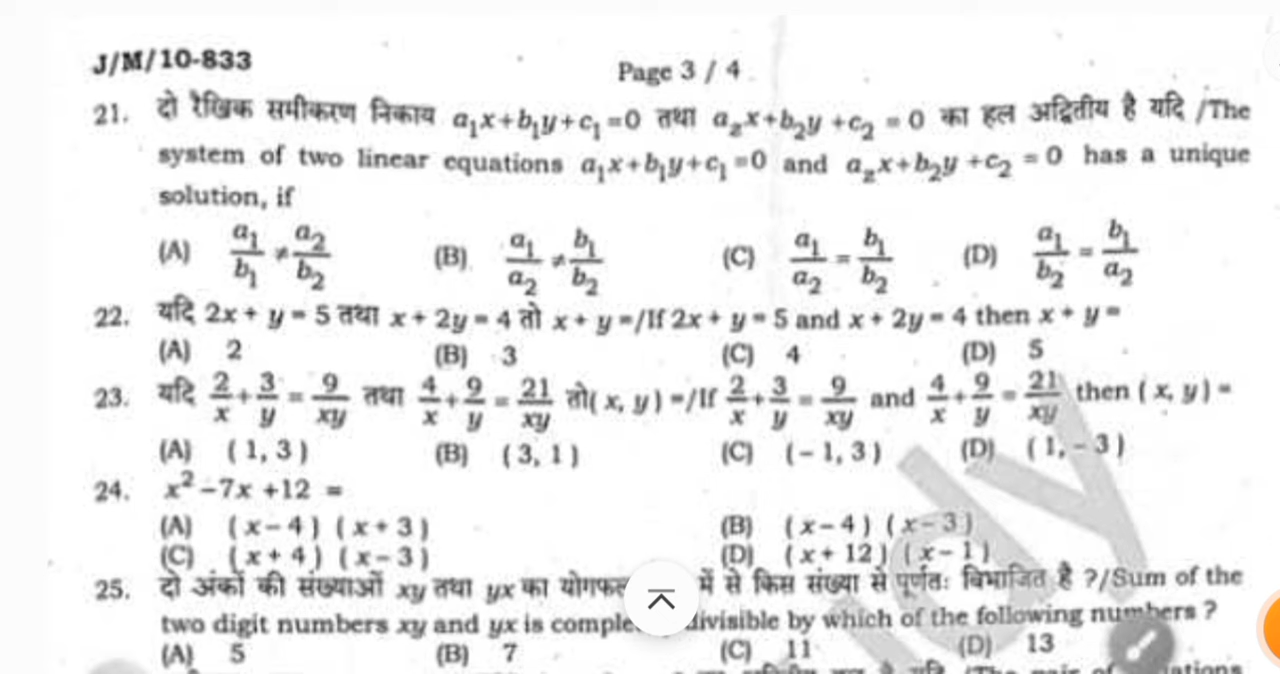 J/M/10-833
Page 3 / 4
21. दो रैखिक समीकरण निकाय a₁x+b₁y+c₁=0 तथा a₂x+b₂y+c₂=0 का हल अद्वितीय है यदि /The
system of two linear equations a₁x+b₁y+c₁=0 and a₂x+b₂y+c₂=0 has a unique
solution, if
(A) a₁/b₁ ≠ a₂/b₂ (B) a₁/a₂ ≠ b₁/b₂ (C) a₁/a₂ = b₁/b₂ (D) a₁/b₂ = b₁/a₂
22. यदि 2x + y = 5 तथा x + 2y = 4 तो x + y =/If 2x + y = 5 and x + 2y = 4 then x + y =
(A) 2 (B) 3 (C) 4 (D) 5
23. यदि 2/x + 3/y = 9/xy तथा 4/x + 9/y = 21/xy तो( x, y ) =/If 2/x + 3/y = 9/xy and 4/x + 9/y = 21/xy then ( x, y ) =
(A) ( 1, 3 ) (B) ( 3, 1 ) (C) ( - 1, 3 ) (D) ( 1, - 3 )
24. x² - 7x + 12 =
(A) ( x - 4 ) ( x + 3 ) (B) ( x - 4 ) ( x - 3 )
(C) ( x + 4 ) ( x - 3 ) (D) ( x + 12 ) ( x - 1 )
25. दो अंकों की संख्याओं xy तथा yx का में से किस संख्या से पूर्णतः विभाजित है ?/Sum of the
two digit numbers xy and yx is divisible by which of the following numbers ?
(A) 5 (B) 7 (C) 11 (D) 13